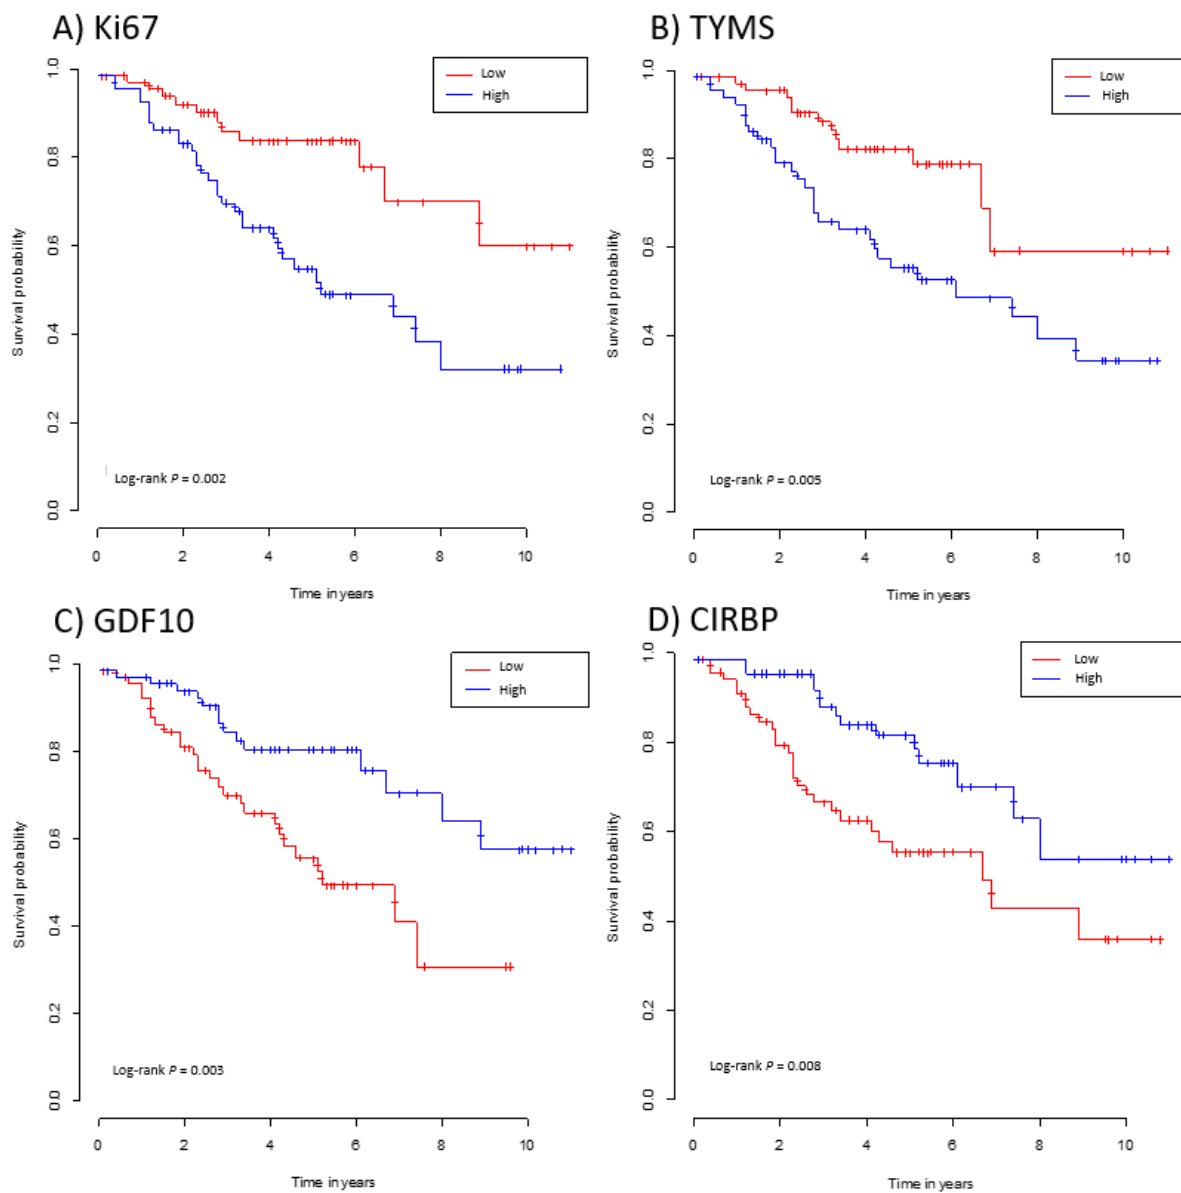 A) Ki67
Low
High
1.0
0.8
0.6
0.4
0.2
0.0
Survival probability
Log-rank P = 0.002
0 2 4 6 8 10
Time in years
B) TYMS
Low
High
1.0
0.8
0.6
0.4
0.2
0.0
Survival probability
Log-rank P = 0.005
0 2 4 6 8 10
Time in years
C) GDF10
Low
High
1.0
0.8
0.6
0.4
0.2
0.0
Survival probability
Log-rank P = 0.003
0 2 4 6 8 10
Time in years
D) CIRBP
Low
High
1.0
0.8
0.6
0.4
0.2
0.0
Survival probability
Log-rank P = 0.008
0 2 4 6 8 10
Time in years